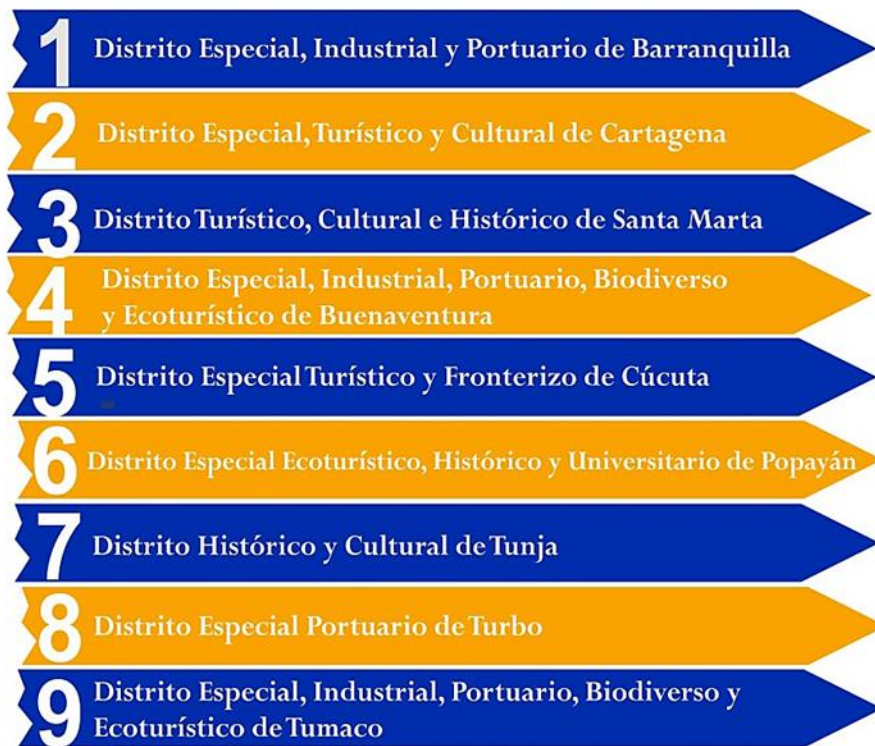 1 Distrito Especial, Industrial y Portuario de Barranquilla
2 Distrito Especial, Turístico y Cultural de Cartagena
3 Distrito Turístico, Cultural e Histórico de Santa Marta
4 Distrito Especial, Industrial, Portuario, Biodiverso
y Ecoturístico de Buenaventura
5 Distrito Especial Turístico y Fronterizo de Cúcuta
6 Distrito Especial Ecoturístico, Histórico y Universitario de Popayán
7 Distrito Histórico y Cultural de Tunja
8 Distrito Especial Portuario de Turbo
9 Distrito Especial, Industrial, Portuario, Biodiverso y
Ecoturístico de Tumaco